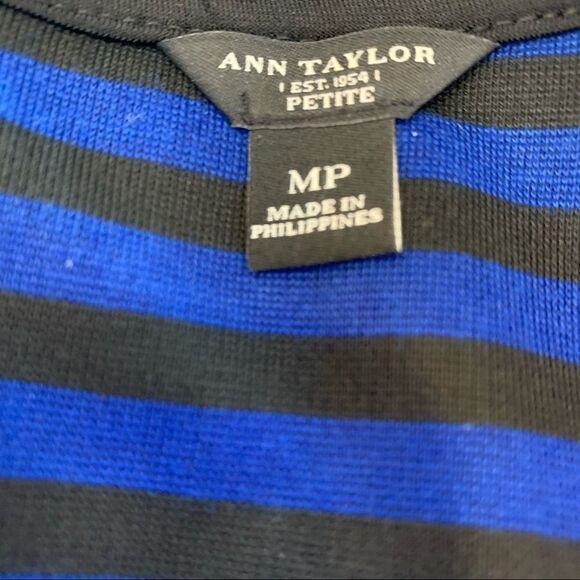 ANN TAYLOR
EST. 1954
PETITE
MP
MADE IN
PHILIPPINES